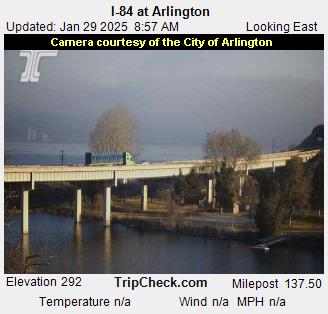 I-84 at Arlington
Updated: Jan 29 2025 8:57 AM Looking East
Camera courtesy of the City of Arlington
Elevation 292 TripCheck.com Milepost 137.50
Temperature n/a Wind n/a MPH n/a